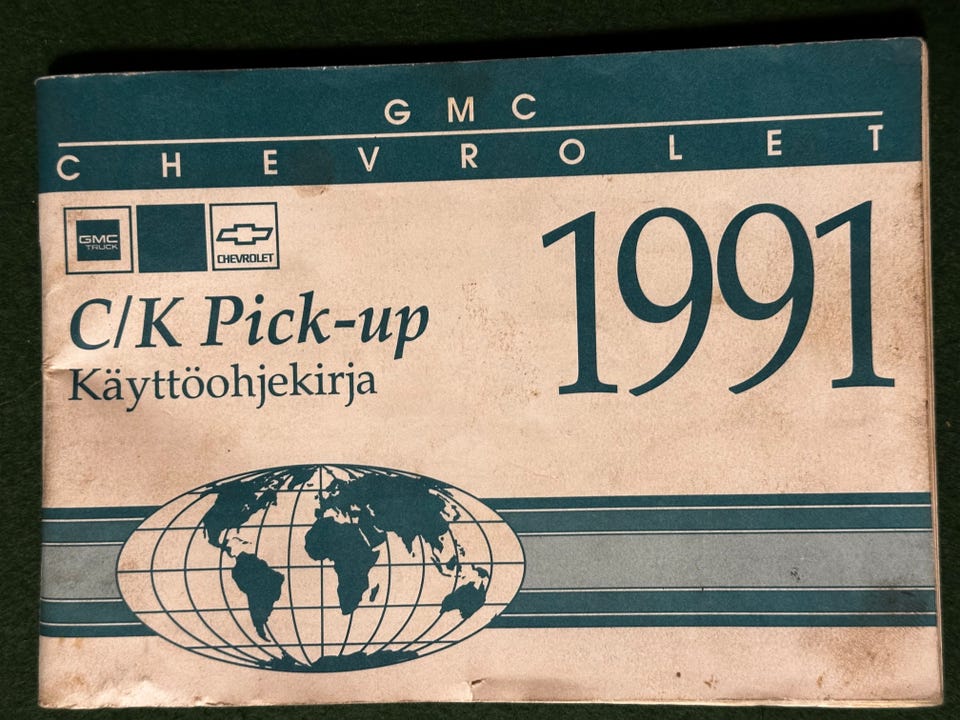 GMC
CHEVROLET
GMC
TRUCK
CHEVROLET
1991
C/K Pick-up
Käyttöohjekirja